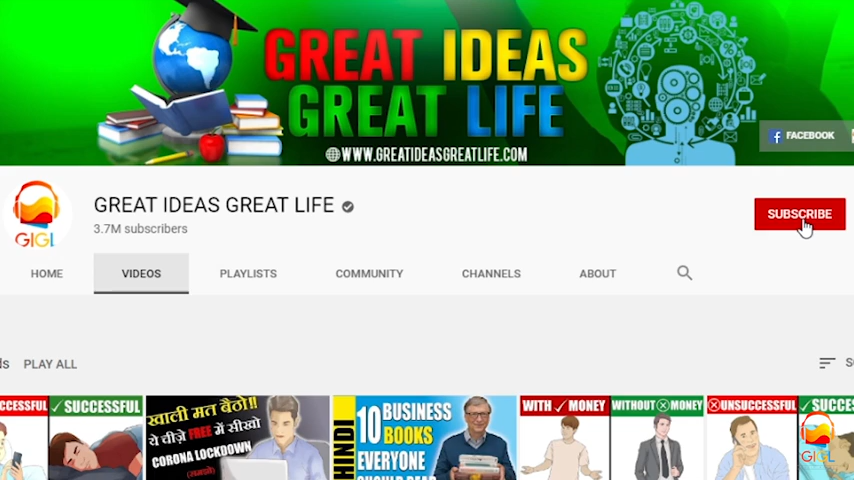 GREAT IDEAS
GREAT LIFE
WWW.GREATIDEASGREATLIFE.COM
FACEBOOK
GIGL
GREAT IDEAS GREAT LIFE
3.7M subscribers
SUBSCRIBE
HOME VIDEOS PLAYLISTS COMMUNITY CHANNELS ABOUT
PLAY ALL
SUCCESSFUL
खाली मत बैठो!!
ये चीज़े FREE में सीखो
CORONA LOCKDOWN
HINDI
10 BUSINESS
BOOKS
EVERYONE
SHOULD READ
WITH MONEY
WITHOUT MONEY
UNSUCCESSFUL
GIGL